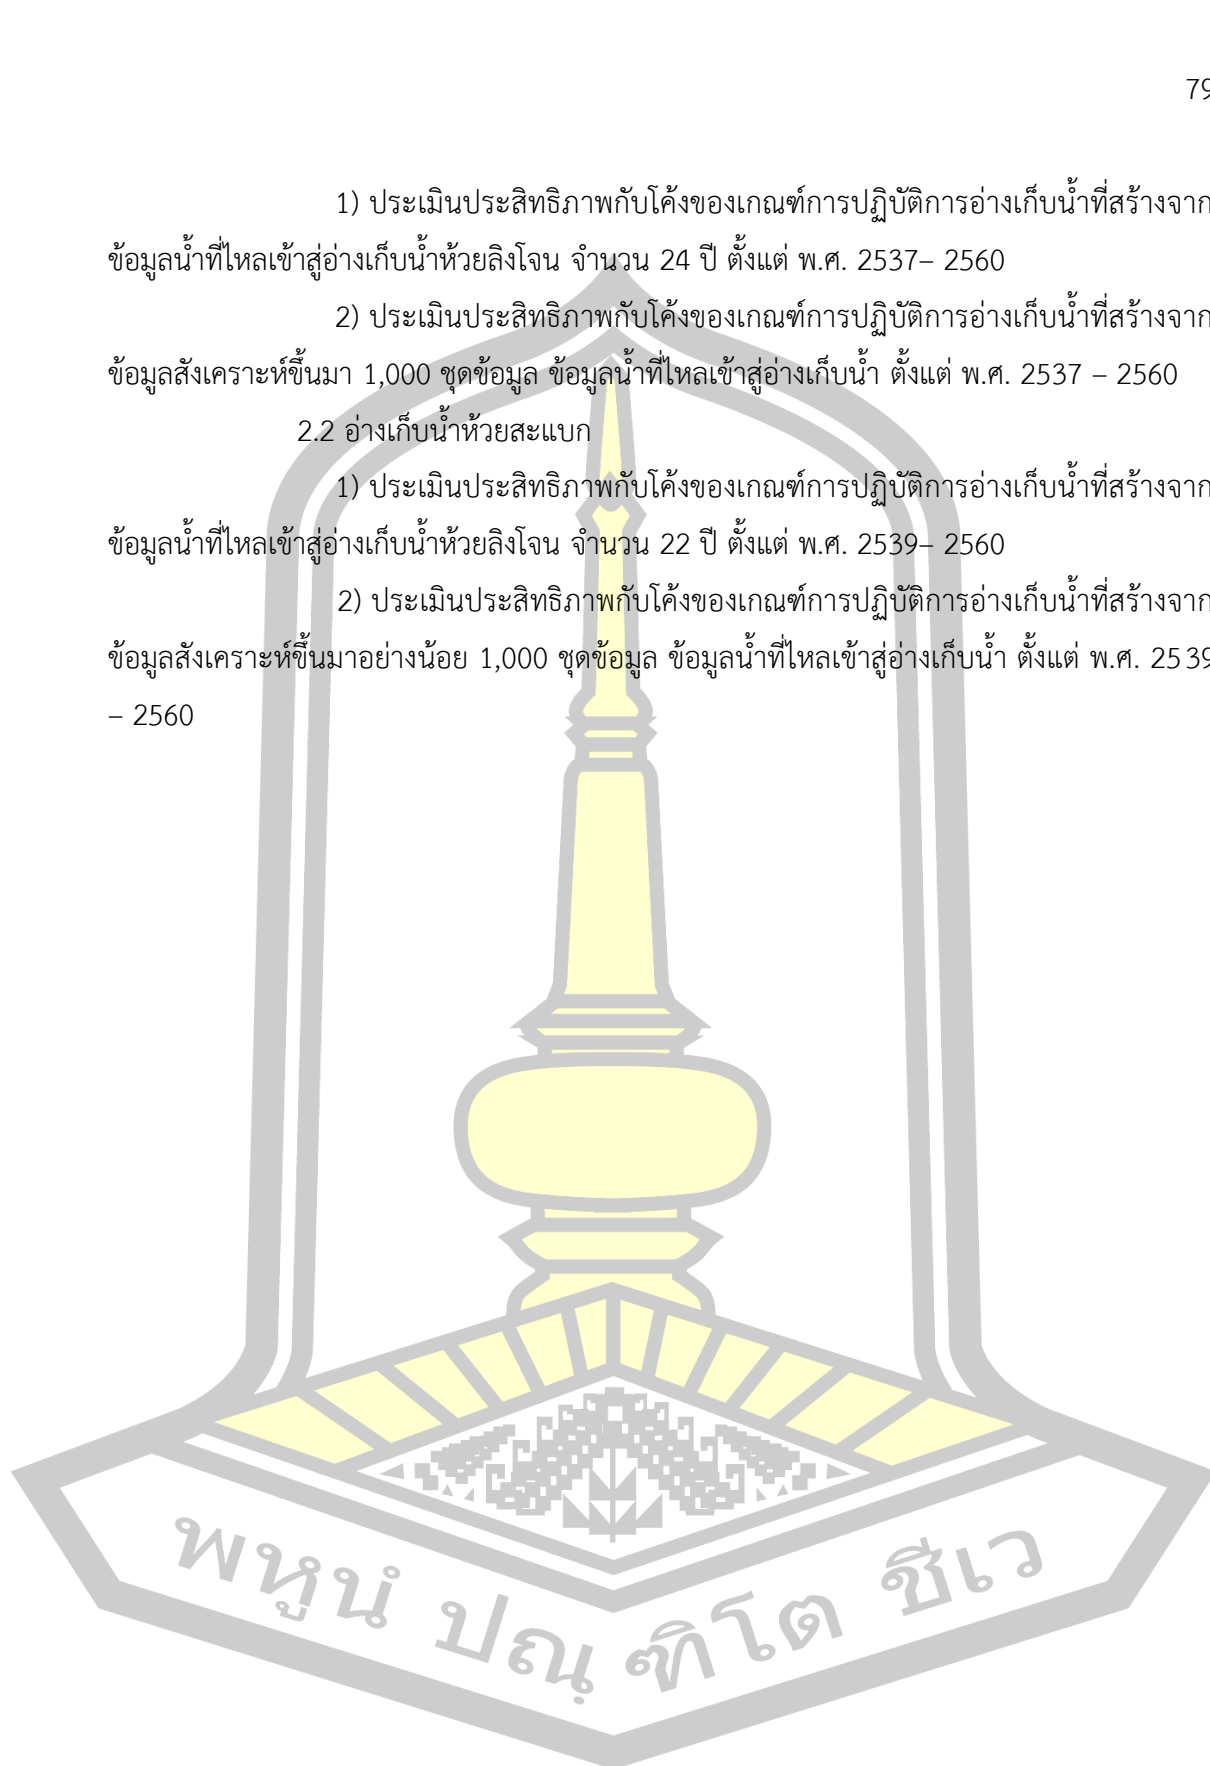 79
1) ประเมินประสิทธิภาพกับโค้งของเกณฑ์การปฏิบัติการอ่างเก็บน้ำที่สร้างจาก
ข้อมูลน้ำที่ไหลเข้าสู่อ่างเก็บน้ำห้วยลิงโจน จำนวน 24 ปี ตั้งแต่ พ.ศ. 2537– 2560
2) ประเมินประสิทธิภาพกับโค้งของเกณฑ์การปฏิบัติการอ่างเก็บน้ำที่สร้างจาก
ข้อมูลสังเคราะห์ขึ้นมา 1,000 ชุดข้อมูล ข้อมูลน้ำที่ไหลเข้าสู่อ่างเก็บน้ำ ตั้งแต่ พ.ศ. 2537 – 2560
2.2 อ่างเก็บน้ำห้วยสะแบก
1) ประเมินประสิทธิภาพกับโค้งของเกณฑ์การปฏิบัติการอ่างเก็บน้ำที่สร้างจาก
ข้อมูลน้ำที่ไหลเข้าสู่อ่างเก็บน้ำห้วยลิงโจน จำนวน 22 ปี ตั้งแต่ พ.ศ. 2539– 2560
2) ประเมินประสิทธิภาพกับโค้งของเกณฑ์การปฏิบัติการอ่างเก็บน้ำที่สร้างจาก
ข้อมูลสังเคราะห์ขึ้นมาอย่างน้อย 1,000 ชุดข้อมูล ข้อมูลน้ำที่ไหลเข้าสู่อ่างเก็บน้ำ ตั้งแต่ พ.ศ. 2539
– 2560
พหูนํ ปณฺฑิโต ชีเว